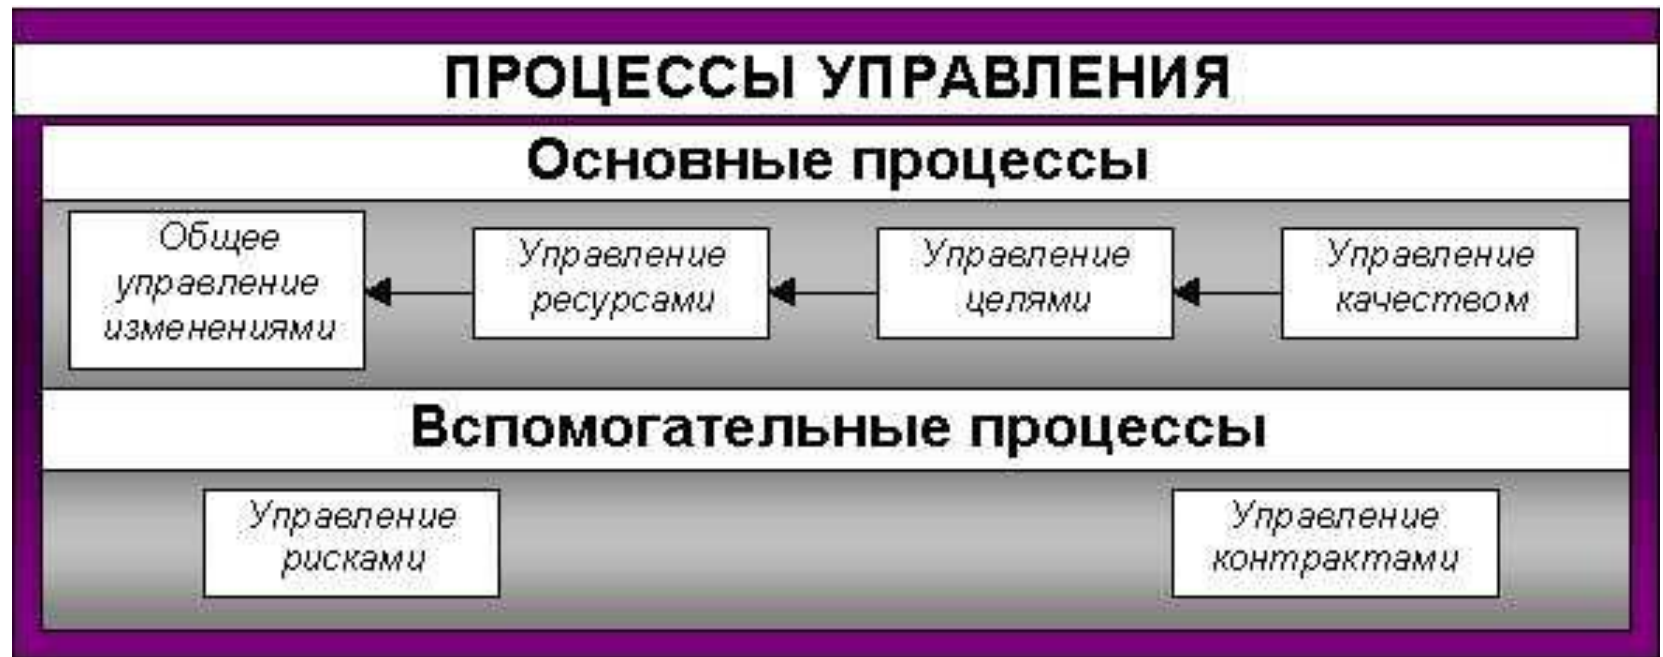 ПРОЦЕССЫ УПРАВЛЕНИЯ
Основные процессы
Общее
управление
изменениями
Управление
ресурсами
Управление
целями
Управление
качеством
Вспомогательные процессы
Управление
рисками
Управление
контрактами